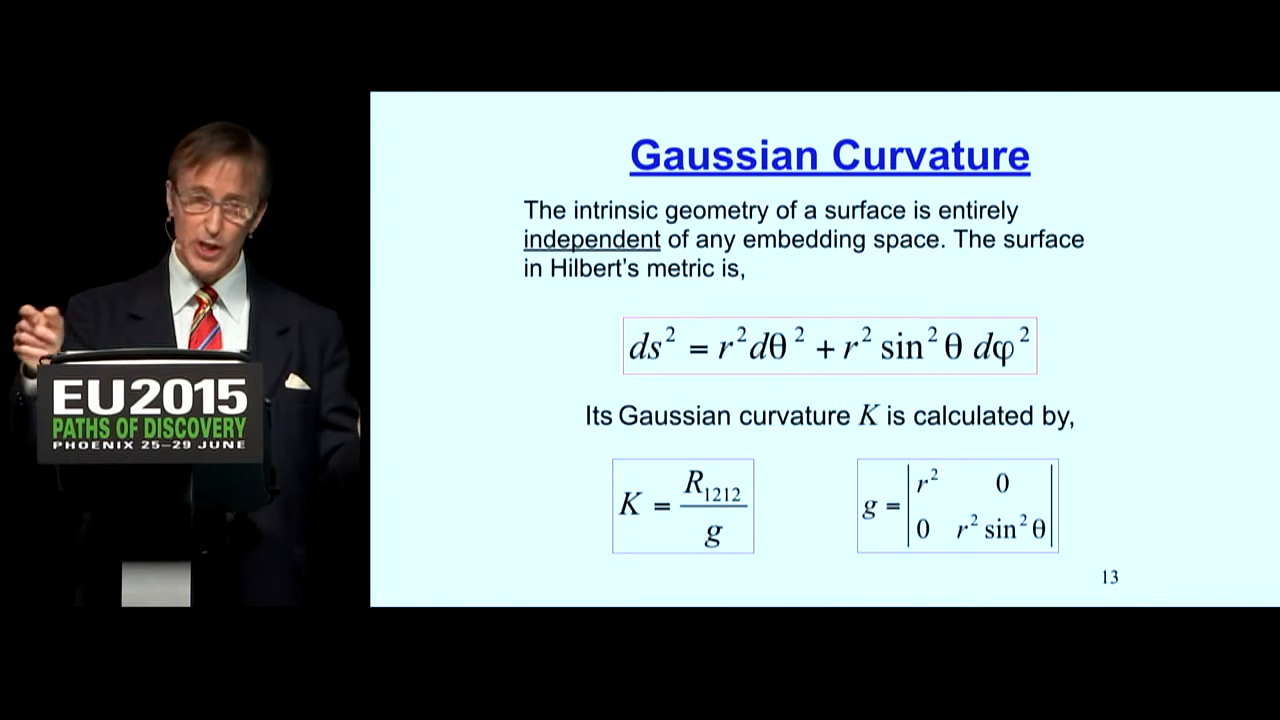 EU2015
PATHS OF DISCOVERY
PHOENIX 25–29 JUNE
Gaussian Curvature
The intrinsic geometry of a surface is entirely
independent of any embedding space. The surface
in Hilbert's metric is,
ds² = r²dθ² + r² sin²θ dφ²
Its Gaussian curvature K is calculated by,
K = R₁₂₁₂ / g
g = | r² 0 |
| 0 r² sin²θ |
13